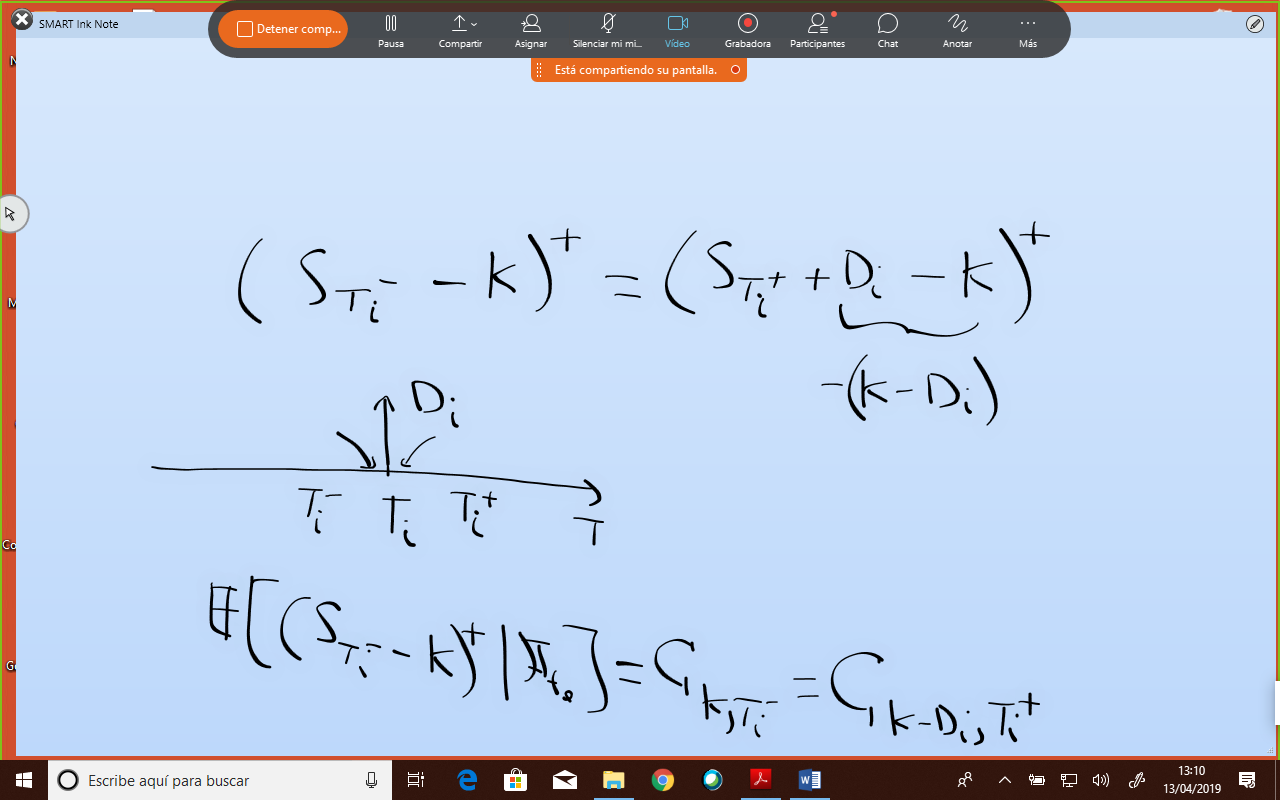 SMART Ink Note
Detener comp...
Pausa
Compartir
Asignar
Silenciar mi mi...
Vídeo
Grabadora
Participantes
Chat
Anotar
Más
Está compartiendo su pantalla.
(S_{T_i^-} - K)^+ = (S_{T_i^+} + D_i - K)^+
-(K - D_i)
D_i
T_i^- T_i T_i^+ T
𝔼[(S_{T_i^-} - K)^+ | ℱ_{t_0}] = C_{K,T_i^-} = C_{K-D_i,T_i^+}
Escribe aquí para buscar
13:10
13/04/2019